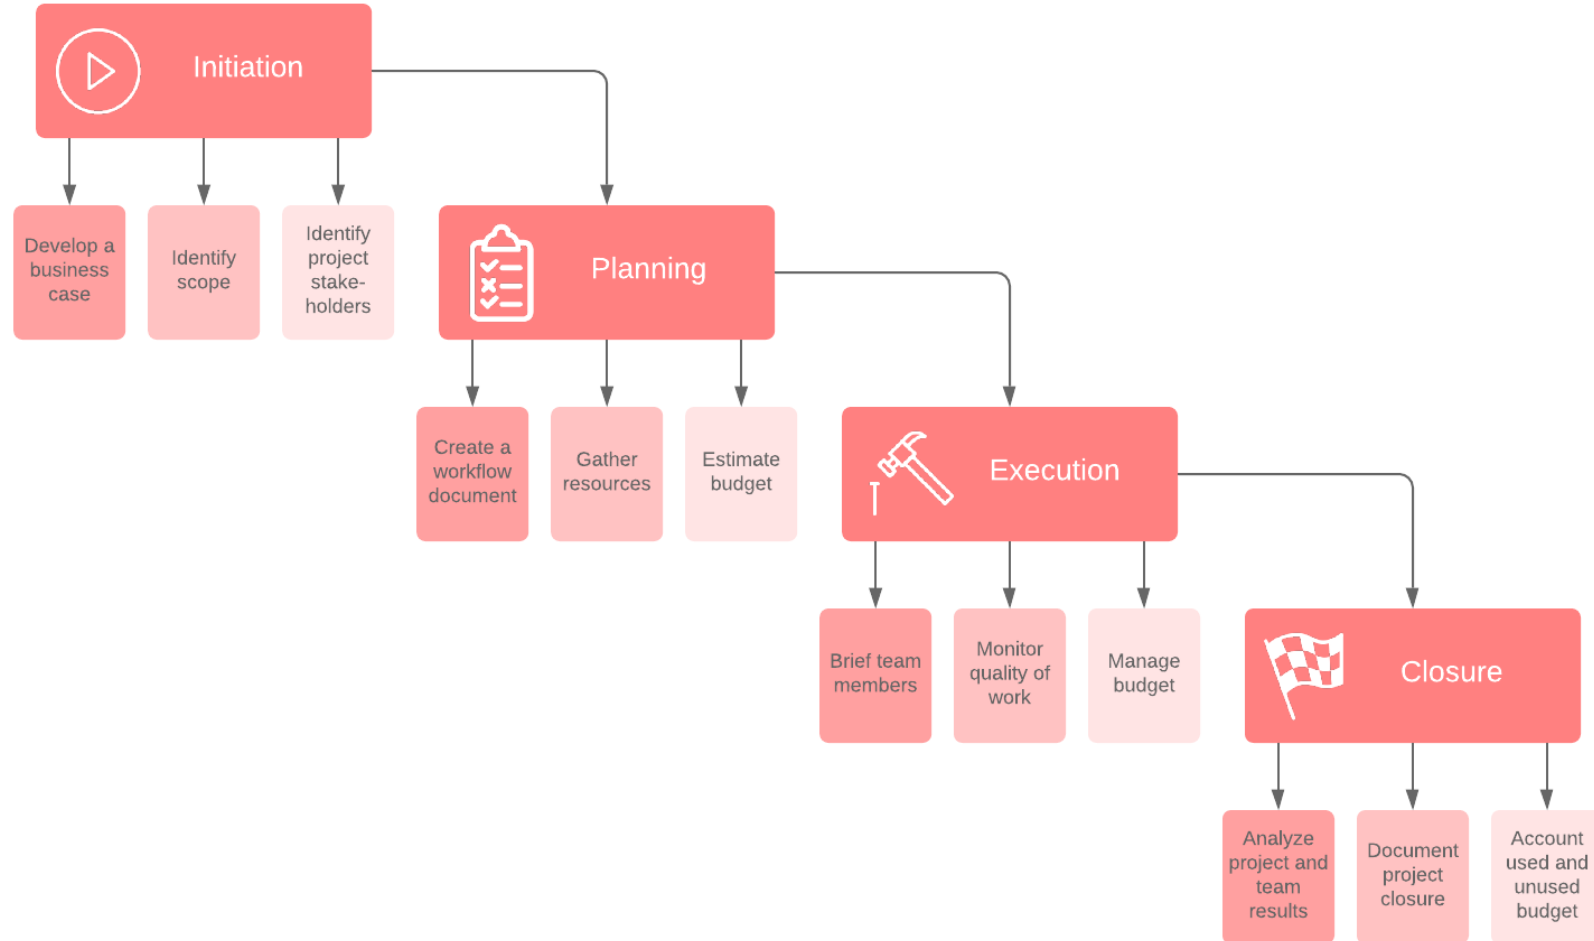 Initiation
Develop a
business
case
Identify
scope
Identify
project
stake-
holders
Planning
Create a
workflow
document
Gather
resources
Estimate
budget
Execution
Brief team
members
Monitor
quality of
work
Manage
budget
Closure
Analyze
project and
team
results
Document
project
closure
Account
used and
unused
budget